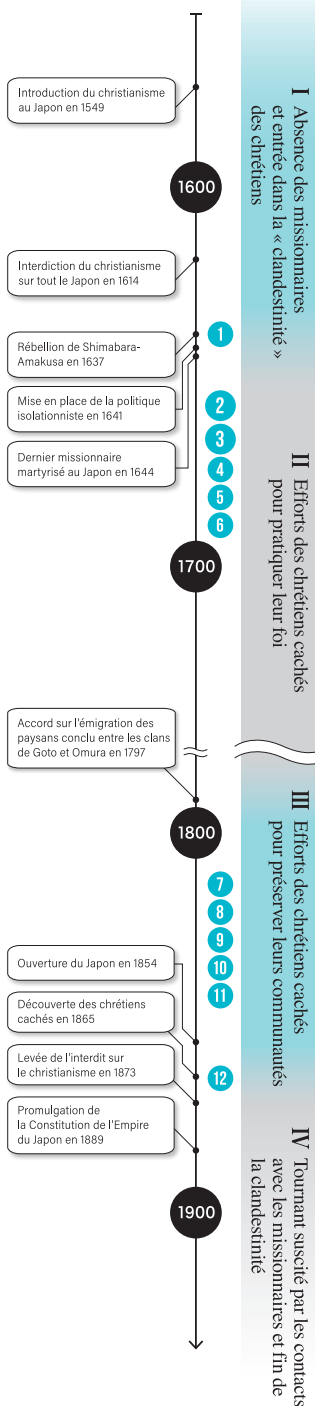 Introduction du christianisme
au Japon en 1549
1600
Interdiction du christianisme
sur tout le Japon en 1614
Rébellion de Shimabara-
Amakusa en 1637
Mise en place de la politique
isolationniste en 1641
Dernier missionnaire
martyrisé au Japon en 1644
1
2
3
4
5
6
1700
Accord sur l'émigration des
paysans conclu entre les clans
de Goto et Omura en 1797
1800
7
8
9
10
11
Ouverture du Japon en 1854
Découverte des chrétiens
cachés en 1865
12
Levée de l'interdit sur
le christianisme en 1873
Promulgation de
la Constitution de l'Empire
du Japon en 1889
1900
I Absence des missionnaires
et entrée dans la « clandestinité »
des chrétiens
II Efforts des chrétiens cachés
pour pratiquer leur foi
III Efforts des chrétiens cachés
pour préserver leurs communautés
IV Tournant suscité par les contacts
avec les missionnaires et fin de
la clandestinité